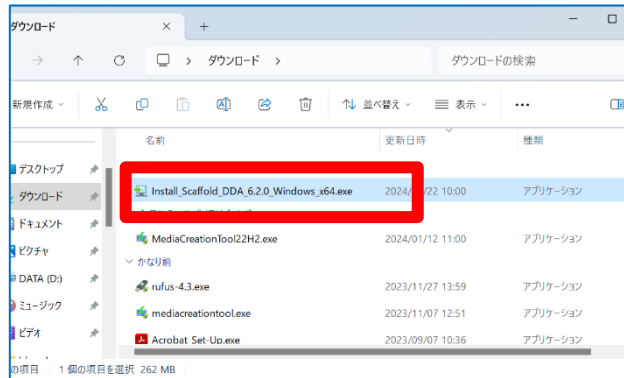 ダウンロード
ダウンロード
ダウンロードの検索
新規作成
並べ替え
表示
名前
更新日時
種類
デスクトップ
ダウンロード
ドキュメント
ピクチャ
DATA (D:)
ミュージック
ビデオ
Install_Scaffold_DDA_6.2.0_Windows_x64.exe
2024/ /22 10:00
アプリケーション
MediaCreationTool22H2.exe
2024/01/12 11:00
アプリケーション
かなり前
rufus-4.3.exe
2023/11/27 13:59
アプリケーション
mediacreationtool.exe
2023/11/07 12:51
アプリケーション
Acrobat_Set-Up.exe
2023/09/07 10:36
アプリケーション
の項目
1 個の項目を選択 262 MB